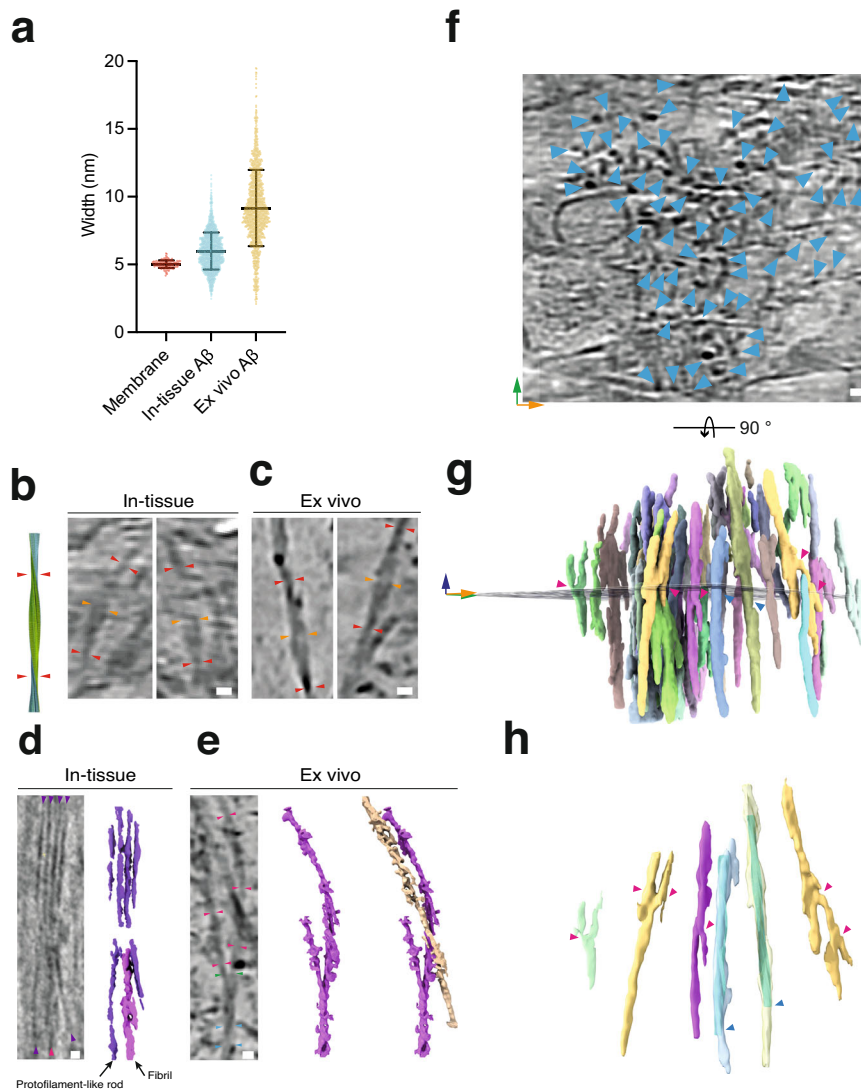 a
20
15
10
5
0
Width (nm)
Membrane
In-tissue Aβ
Ex vivo Aβ
f
90 °
b
In-tissue
c
Ex vivo
g
d
In-tissue
e
Ex vivo
h
Protofilament-like rod
Fibril